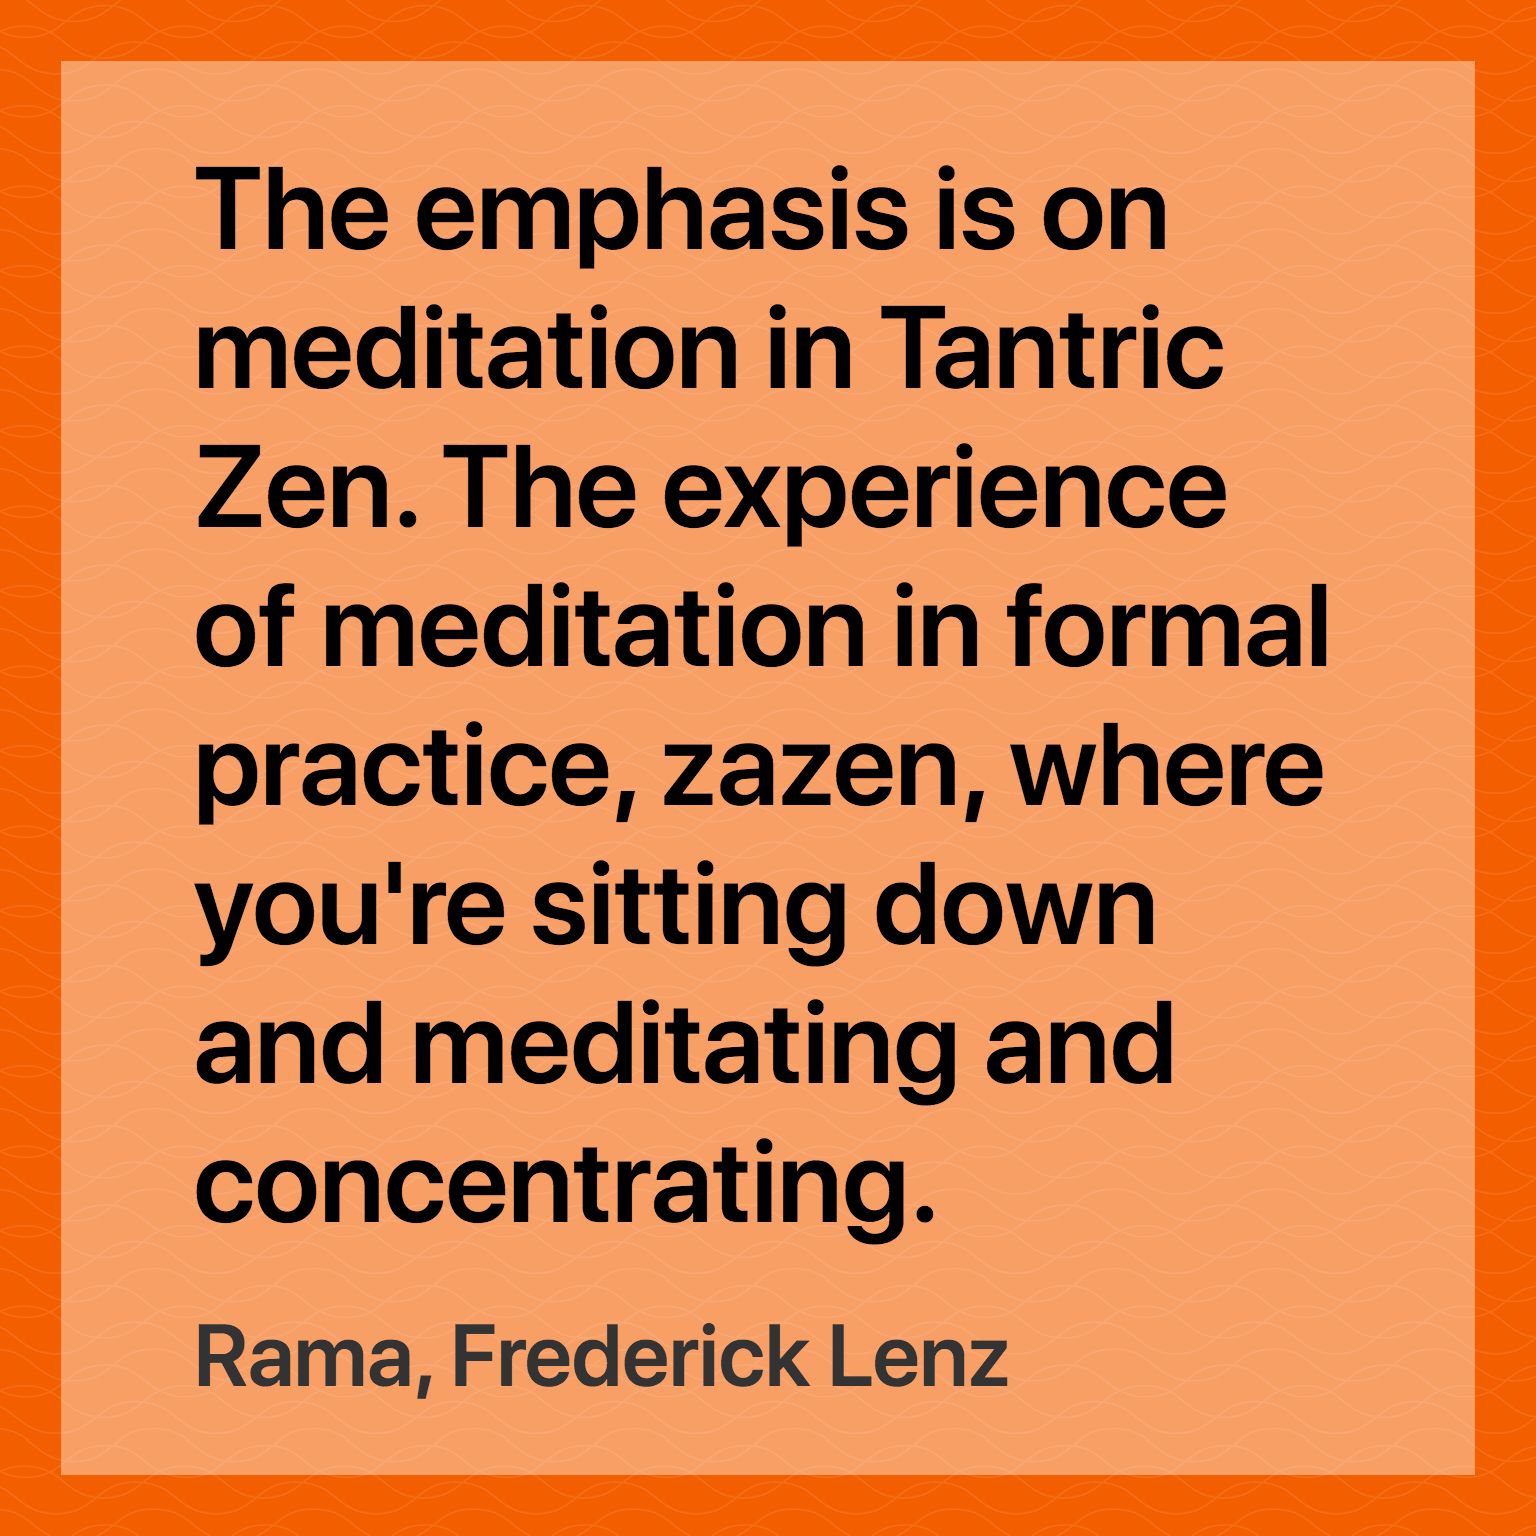 The emphasis is on
meditation in Tantric
Zen. The experience
of meditation in formal
practice, zazen, where
you're sitting down
and meditating and
concentrating.
Rama, Frederick Lenz